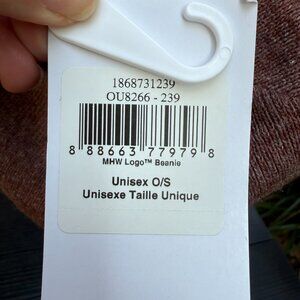 1868731239
OU8266 - 239
8 88663 77979 8
MHW Logo™ Beanie
Unisex O/S
Unisexe Taille Unique